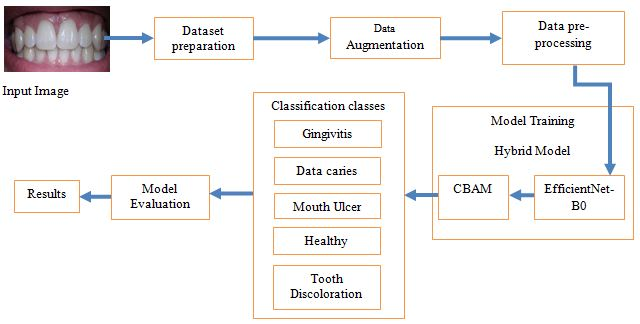 Input Image
Dataset
preparation
Data
Augmentation
Data pre-
processing
Model Training
Hybrid Model
EfficientNet-
B0
CBAM
Classification classes
Gingivitis
Data caries
Mouth Ulcer
Healthy
Tooth
Discoloration
Model
Evaluation
Results